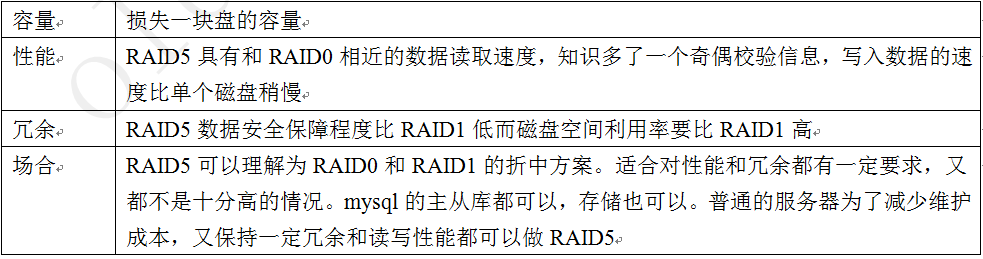 容量 损失一块盘的容量
性能 RAID5 具有和 RAID0 相近的数据读取速度，知识多了一个奇偶校验信息，写入数据的速
度比单个磁盘稍慢
冗余 RAID5 数据安全保障程度比 RAID1 低而磁盘空间利用率要比 RAID1 高
场合 RAID5 可以理解为 RAID0 和 RAID1 的折中方案。适合对性能和冗余都有一定要求，又
都不是十分高的情况。mysql 的主从库都可以，存储也可以。普通的服务器为了减少维护
成本，又保持一定冗余和读写性能都可以做 RAID5